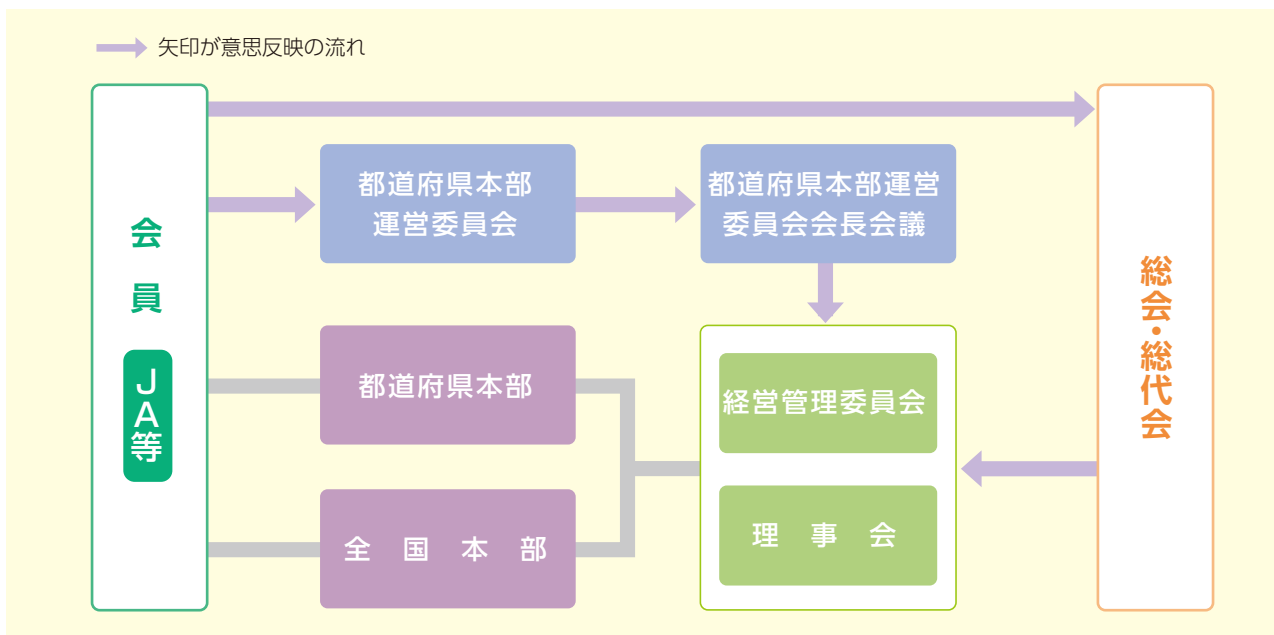 矢印が意思反映の流れ
会員
JA等
都道府県本部
運営委員会
都道府県本部運営
委員会会長会議
都道府県本部
全国本部
経営管理委員会
理事会
総会・総代会